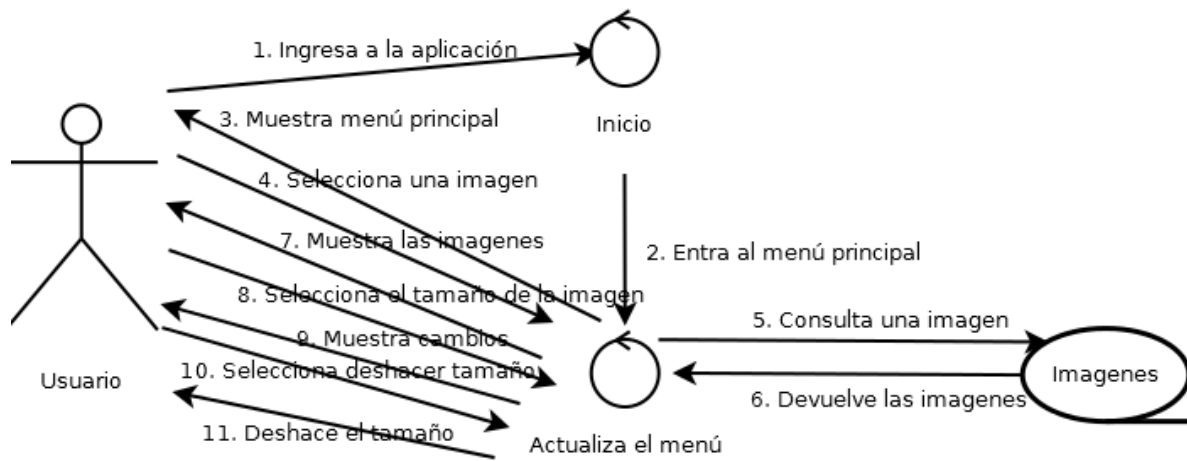 1. Ingresa a la aplicación
3. Muestra menú principal
Inicio
4. Selecciona una imagen
7. Muestra las imagenes
2. Entra al menú principal
8. Selecciona el tamaño de la imagen
5. Consulta una imagen
9. Muestra cambios
10. Selecciona deshacer tamaño
Usuario
Imagenes
6. Devuelve las imagenes
11. Deshace el tamaño
Actualiza el menú